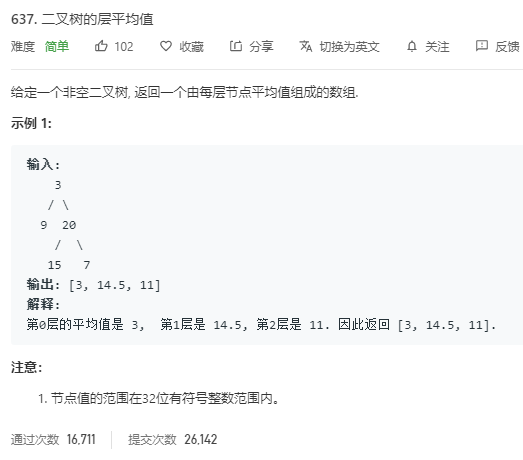 637. 二叉树的层平均值
难度 简单 102 收藏 分享 切换为英文 关注 反馈
给定一个非空二叉树, 返回一个由每层节点平均值组成的数组.
示例 1:
输入:
    3
   / \
  9  20
    /  \
   15   7
输出: [3, 14.5, 11]
解释:
第0层的平均值是 3,  第1层是 14.5, 第2层是 11. 因此返回 [3, 14.5, 11].
注意:
1. 节点值的范围在32位有符号整数范围内。
通过次数 16,711 提交次数 26,142